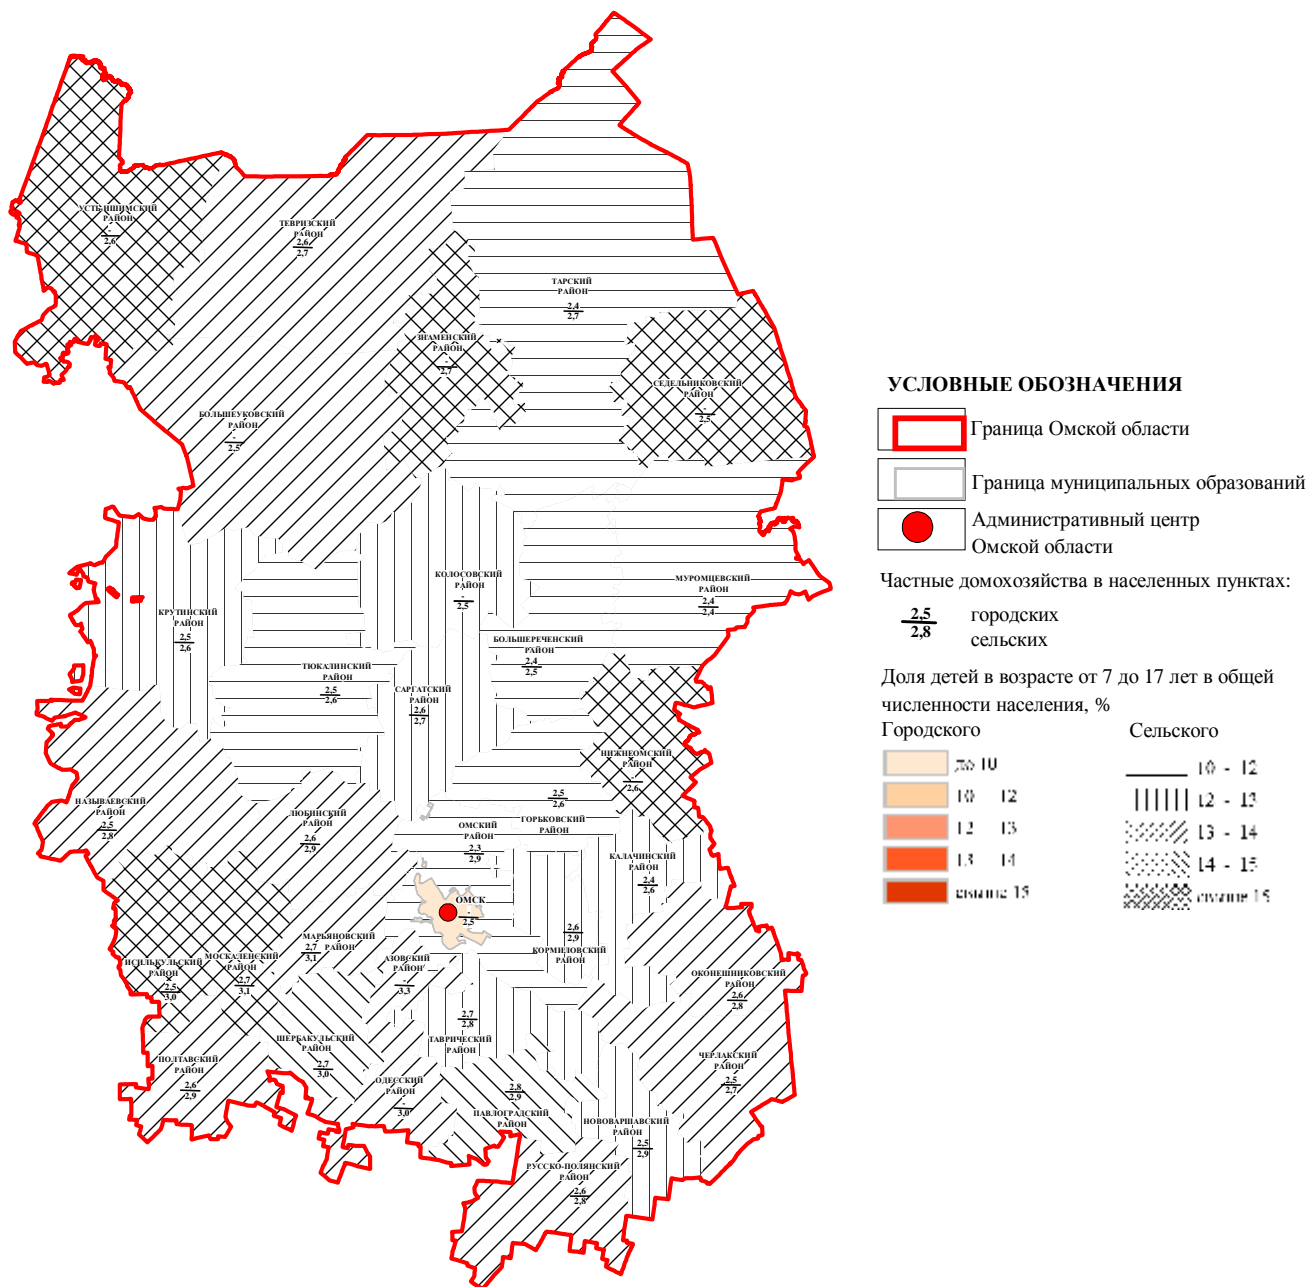 УСТЬ-ИШИМСКИЙ
РАЙОН
-
2,6
ТЕВРИЗСКИЙ
РАЙОН
2,6
2,7
ТАРСКИЙ
РАЙОН
2,4
2,7
ЗНАМЕНСКИЙ
РАЙОН
-
2,7
СЕДЕЛЬНИКОВСКИЙ
РАЙОН
-
2,5
БОЛЬШЕУКОВСКИЙ
РАЙОН
-
2,5
КОЛОСОВСКИЙ
РАЙОН
-
2,5
МУРОМЦЕВСКИЙ
РАЙОН
2,4
2,4
КРУТИНСКИЙ
РАЙОН
2,5
2,6
БОЛЬШЕРЕЧЕНСКИЙ
РАЙОН
2,4
2,5
ТЮКАЛИНСКИЙ
РАЙОН
2,5
2,6
САРГАТСКИЙ
РАЙОН
2,6
2,7
НИЖНЕОМСКИЙ
РАЙОН
-
2,6
НАЗЫВАЕВСКИЙ
РАЙОН
2,5
2,8
ЛЮБИНСКИЙ
РАЙОН
2,6
2,9
ОМСКИЙ
РАЙОН
2,3
2,9
2,5
2,6
ГОРЬКОВСКИЙ
РАЙОН
КАЛАЧИНСКИЙ
РАЙОН
2,4
2,6
ОМСК
-
2,5
2,6
2,9
КОРМИЛОВСКИЙ
РАЙОН
МАРЬЯНОВСКИЙ
РАЙОН
2,7
3,1
АЗОВСКИЙ
РАЙОН
-
3,3
ИСИЛЬКУЛЬСКИЙ
РАЙОН
2,5
3,0
МОСКАЛЕНСКИЙ
РАЙОН
2,7
3,1
ОКОНЕШНИКОВСКИЙ
РАЙОН
2,6
2,8
2,7
2,8
ТАВРИЧЕСКИЙ
РАЙОН
ШЕРБАКУЛЬСКИЙ
РАЙОН
2,7
3,0
ПОЛТАВСКИЙ
РАЙОН
2,6
2,9
ОДЕССКИЙ
РАЙОН
-
3,0
2,8
2,9
ПАВЛОГРАДСКИЙ
РАЙОН
ЧЕРЛАКСКИЙ
РАЙОН
2,5
2,7
НОВОВАРШАВСКИЙ
РАЙОН
2,5
2,9
РУССКО-ПОЛЯНСКИЙ
РАЙОН
2,6
2,8
УСЛОВНЫЕ ОБОЗНАЧЕНИЯ
Граница Омской области
Граница муниципальных образований
Административный центр
Омской области
Частные домохозяйства в населенных пунктах:
2,5 городских
2,8 сельских
Доля детей в возрасте от 7 до 17 лет в общей
численности населения, %
Городского Сельского
до 10
10 12
12 13
13 14
свыше 15
10 - 12
12 - 13
13 - 14
14 - 15
свыше 15